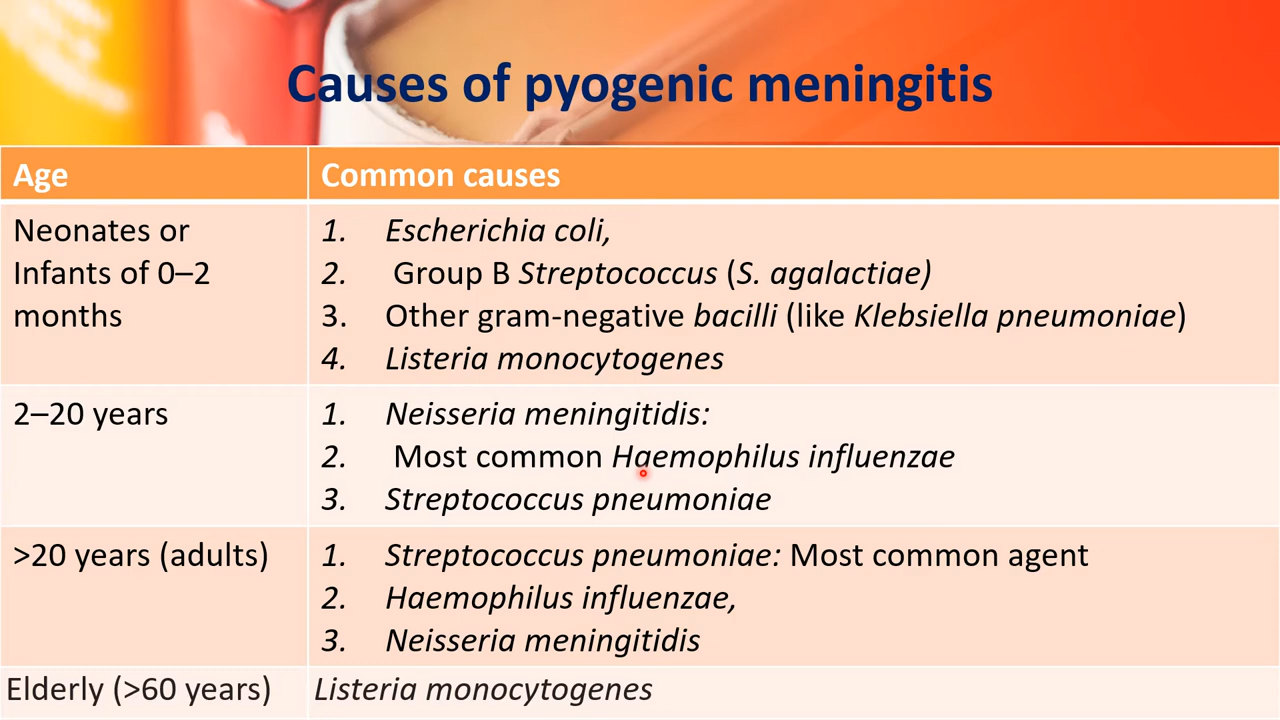 Causes of pyogenic meningitis
Age
Common causes
Neonates or
Infants of 0–2
months
1. Escherichia coli,
2. Group B Streptococcus (S. agalactiae)
3. Other gram-negative bacilli (like Klebsiella pneumoniae)
4. Listeria monocytogenes
2–20 years
1. Neisseria meningitidis:
2. Most common Haemophilus influenzae
3. Streptococcus pneumoniae
>20 years (adults)
1. Streptococcus pneumoniae: Most common agent
2. Haemophilus influenzae,
3. Neisseria meningitidis
Elderly (>60 years)
Listeria monocytogenes